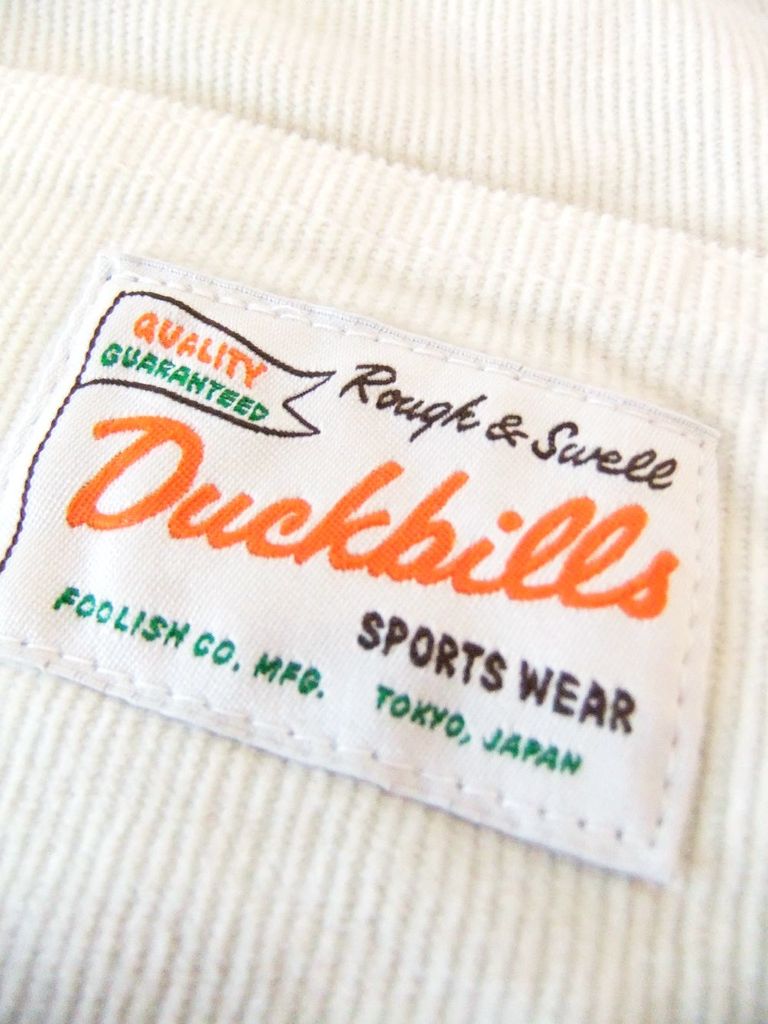 QUALITY
GUARANTEED
Rough & Swell
Duckbills
SPORTS WEAR
FOOLISH CO. MFG.
TOKYO, JAPAN